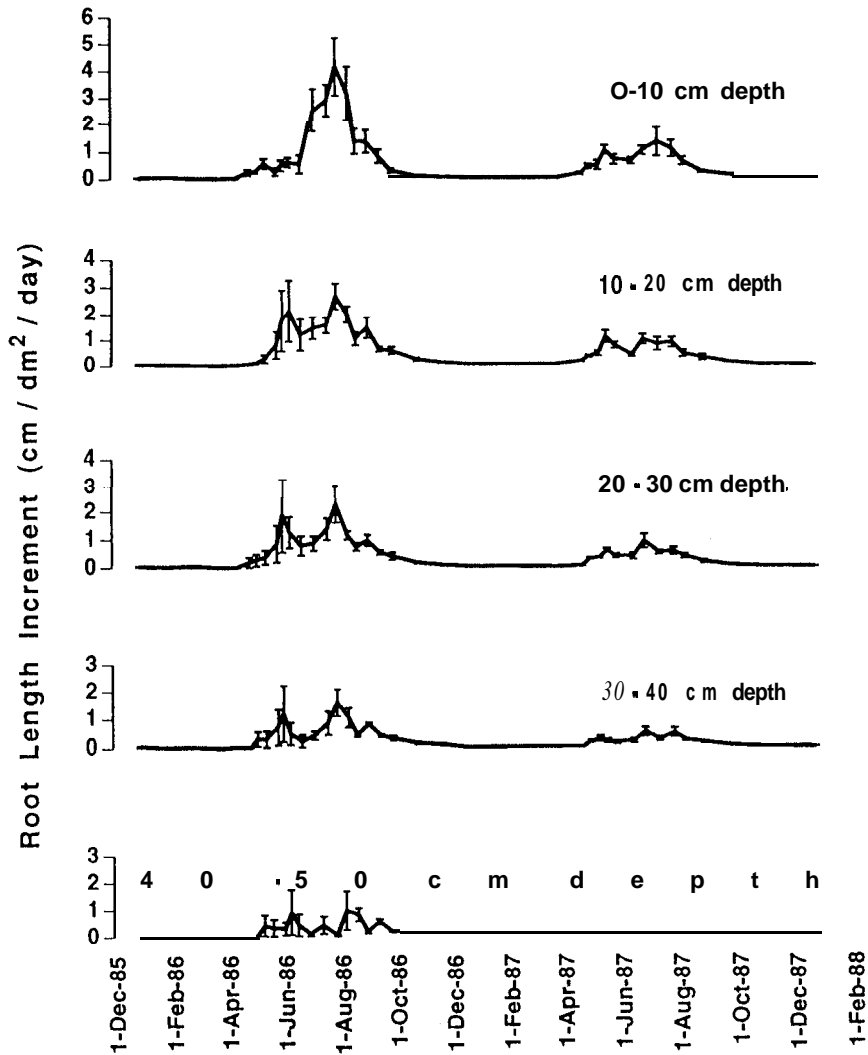 Root Length Increment (cm / dm² / day)
6
5
4
3
2
1
0
O-10 cm depth
4
3
2
1
0
10 - 20 cm depth
4
3
2
1
0
20 - 30 cm depth.
3
2
1
0
30 - 40 cm depth
3
2
1
0
4 0 - 5 0 c m d e p t h
1-Dec-85
1-Feb-86
1-Apr-86
1-Jun-86
1-Aug-86
1-Oct-86
1-Dec-86
1-Feb-87
1-Apr-87
1-Jun-87
1-Aug-87
1-Oct-87
1-Dec-87
1-Feb-88